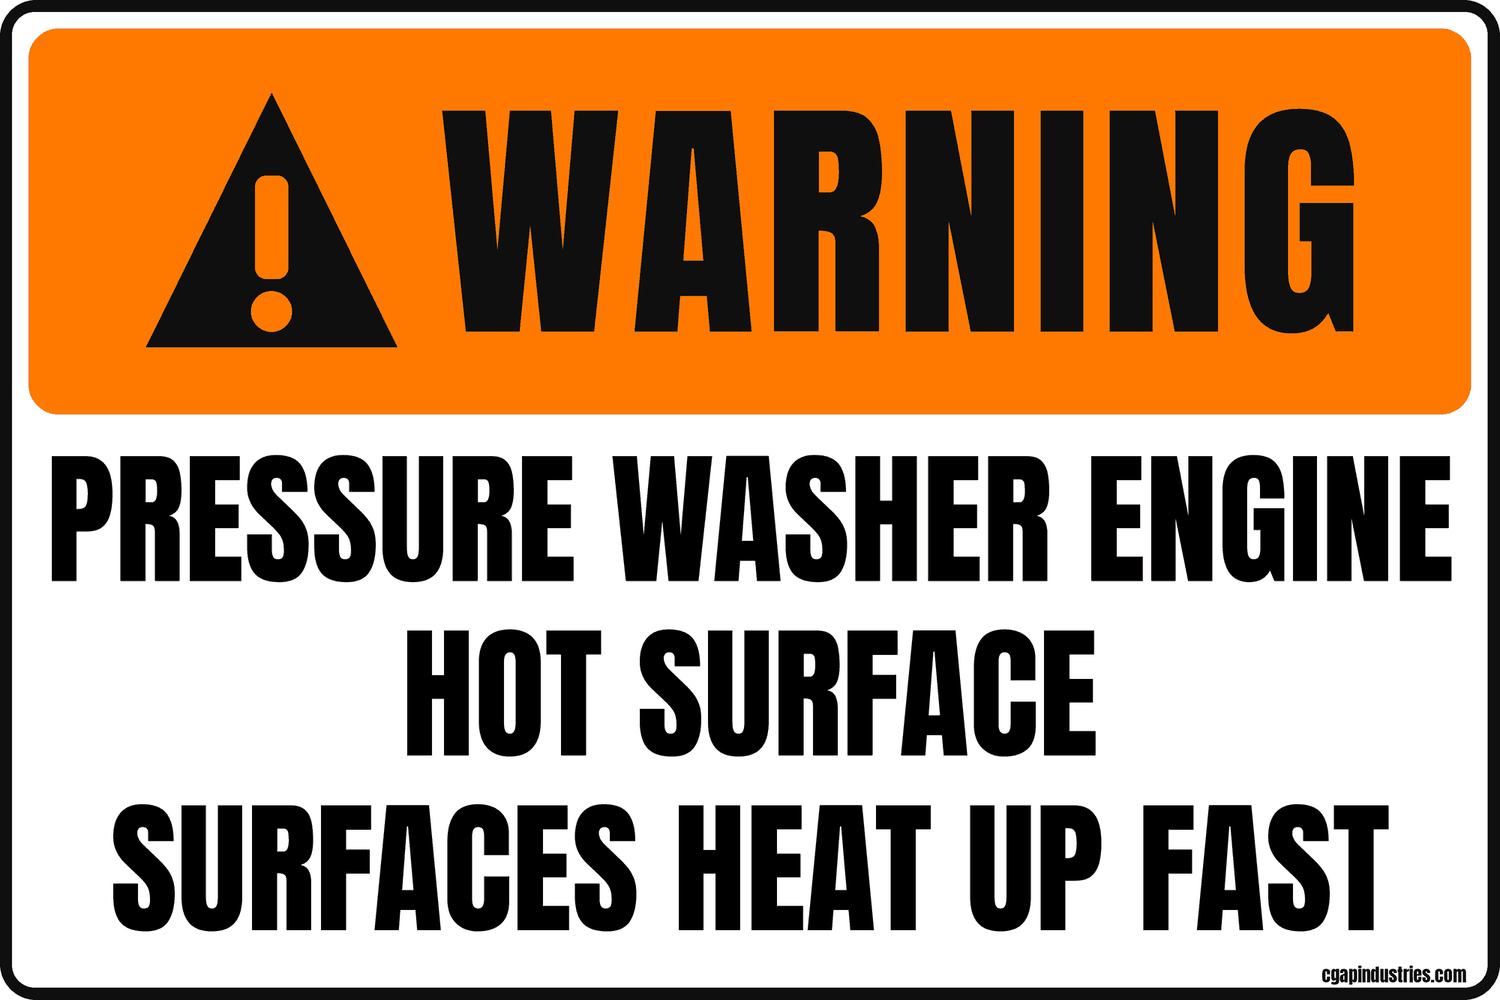 WARNING
PRESSURE WASHER ENGINE
HOT SURFACE
SURFACES HEAT UP FAST
cgapindustries.com